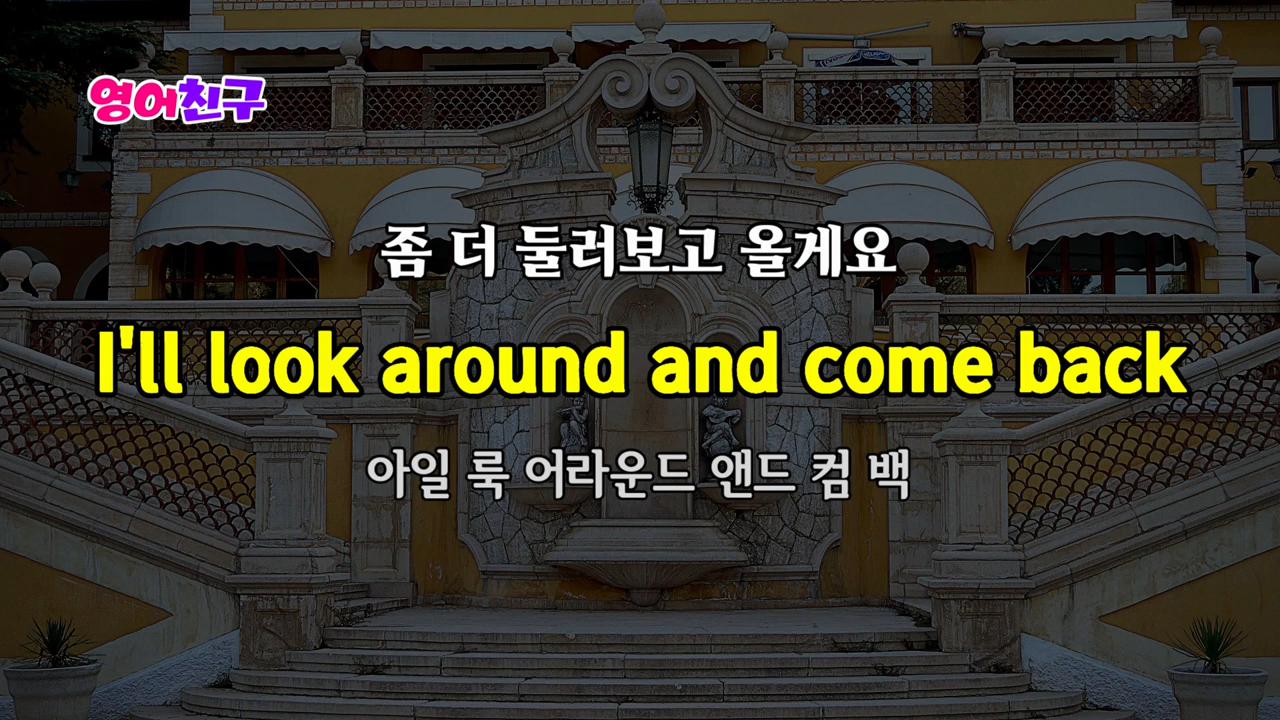 영어친구
좀 더 둘러보고 올게요
I'll look around and come back
아일 룩 어라운드 앤드 컴 백